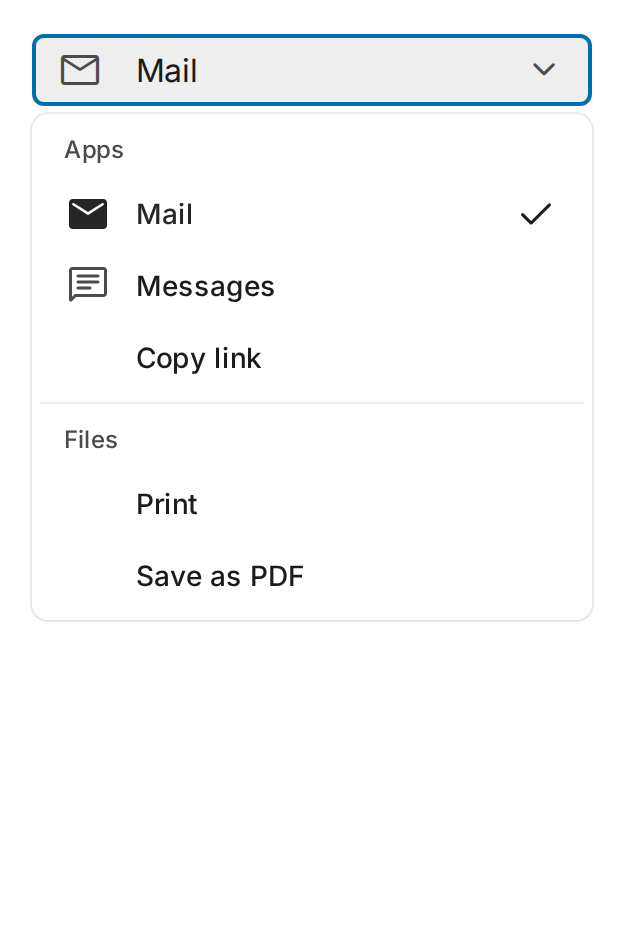 Mail
Apps
Mail
Messages
Copy link
Files
Print
Save as PDF